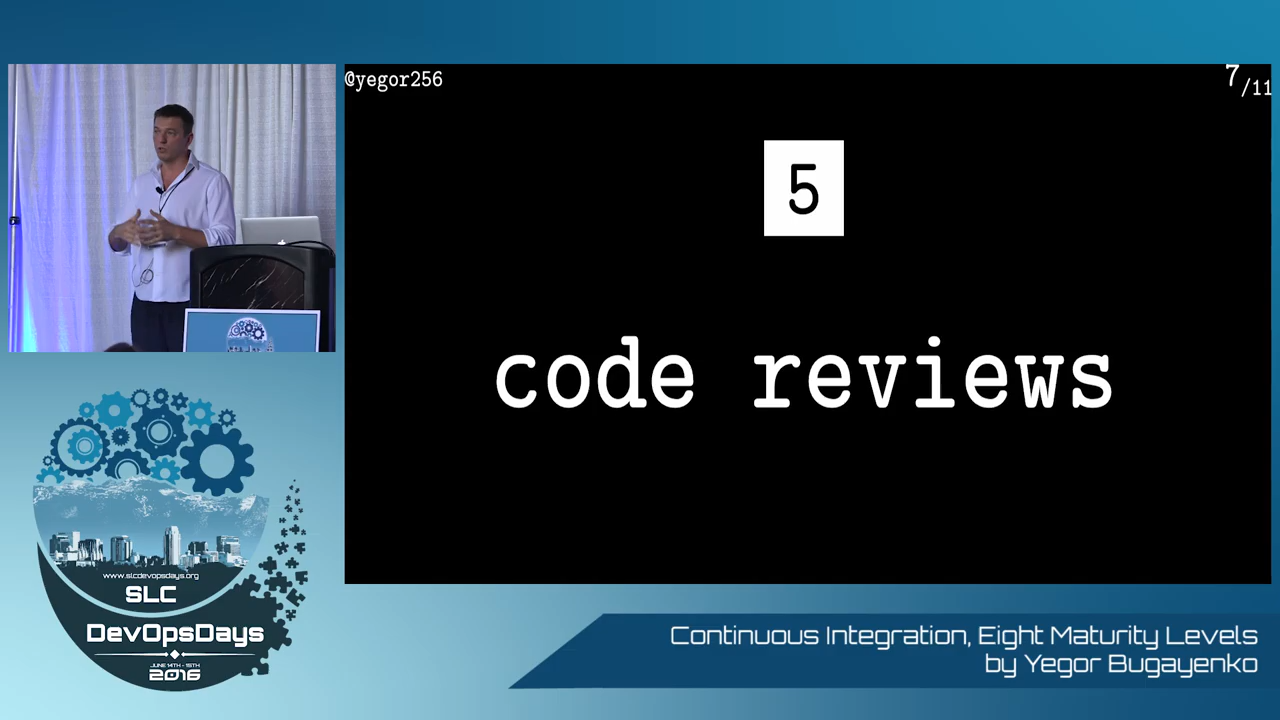 @yegor256
7/11
5
code reviews
www.slcdevopsdays.org
SLC
DevOpsDays
JUNE 14TH - 15TH
2016
Continuous Integration, Eight Maturity Levels
by Yegor Bugayenko